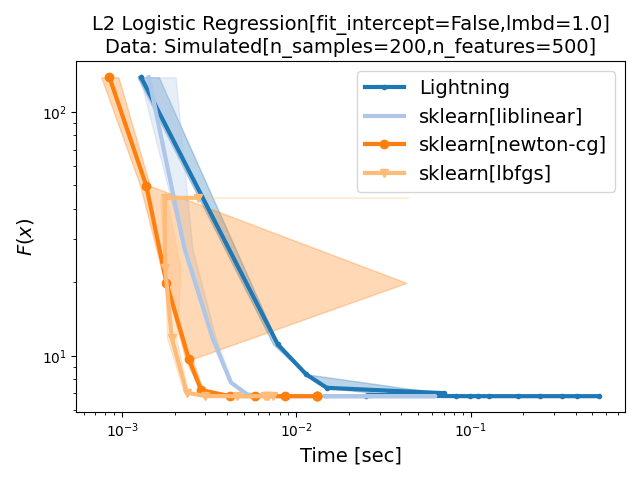 L2 Logistic Regression[fit_intercept=False,lmbd=1.0]
Data: Simulated[n_samples=200,n_features=500]
Lightning
sklearn[liblinear]
sklearn[newton-cg]
sklearn[lbfgs]
10²
10¹
F(x)
10⁻³
10⁻²
10⁻¹
Time [sec]